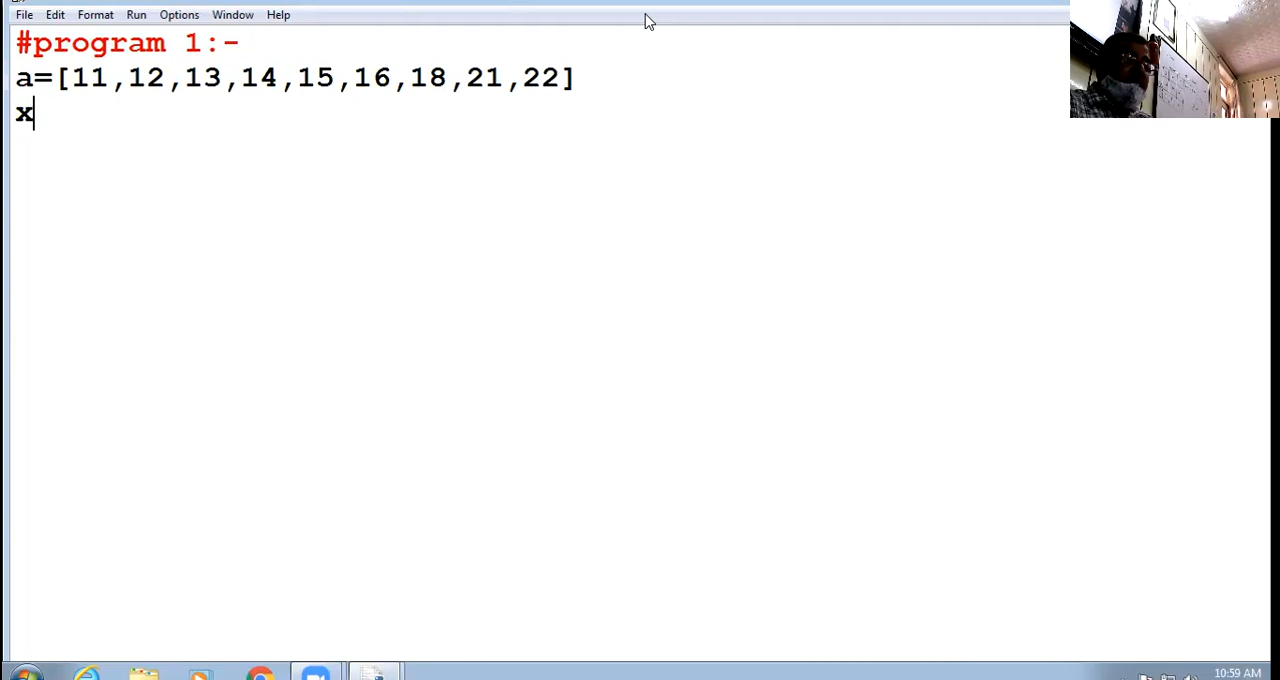 File Edit Format Run Options Window Help
#program 1:-
a=[11,12,13,14,15,16,18,21,22]
x
10:59 AM